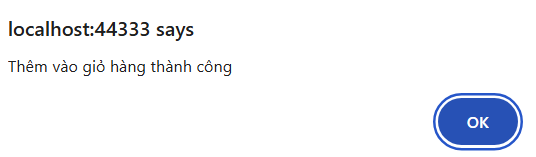 localhost:44333 says
Thêm vào giỏ hàng thành công
OK